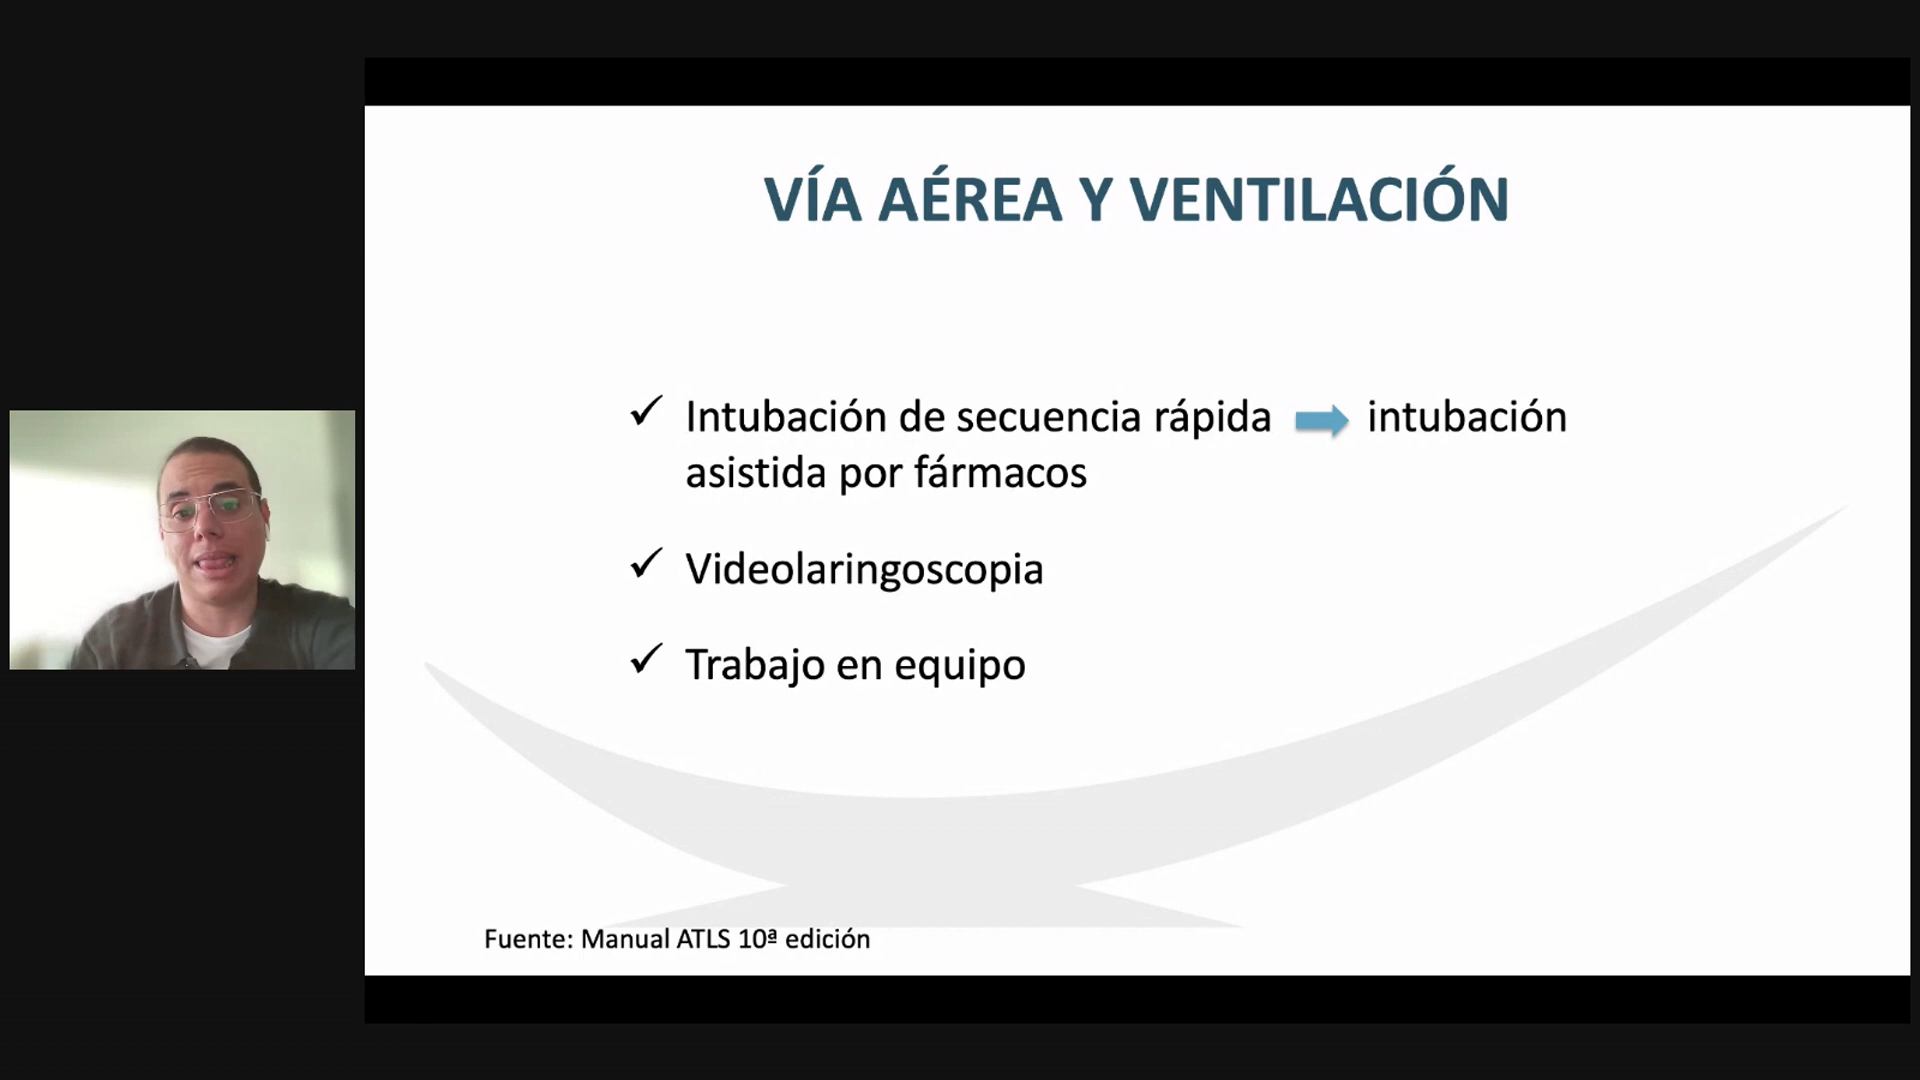 VÍA AÉREA Y VENTILACIÓN
Intubación de secuencia rápida intubación
asistida por fármacos
Videolaringoscopia
Trabajo en equipo
Fuente: Manual ATLS 10ª edición